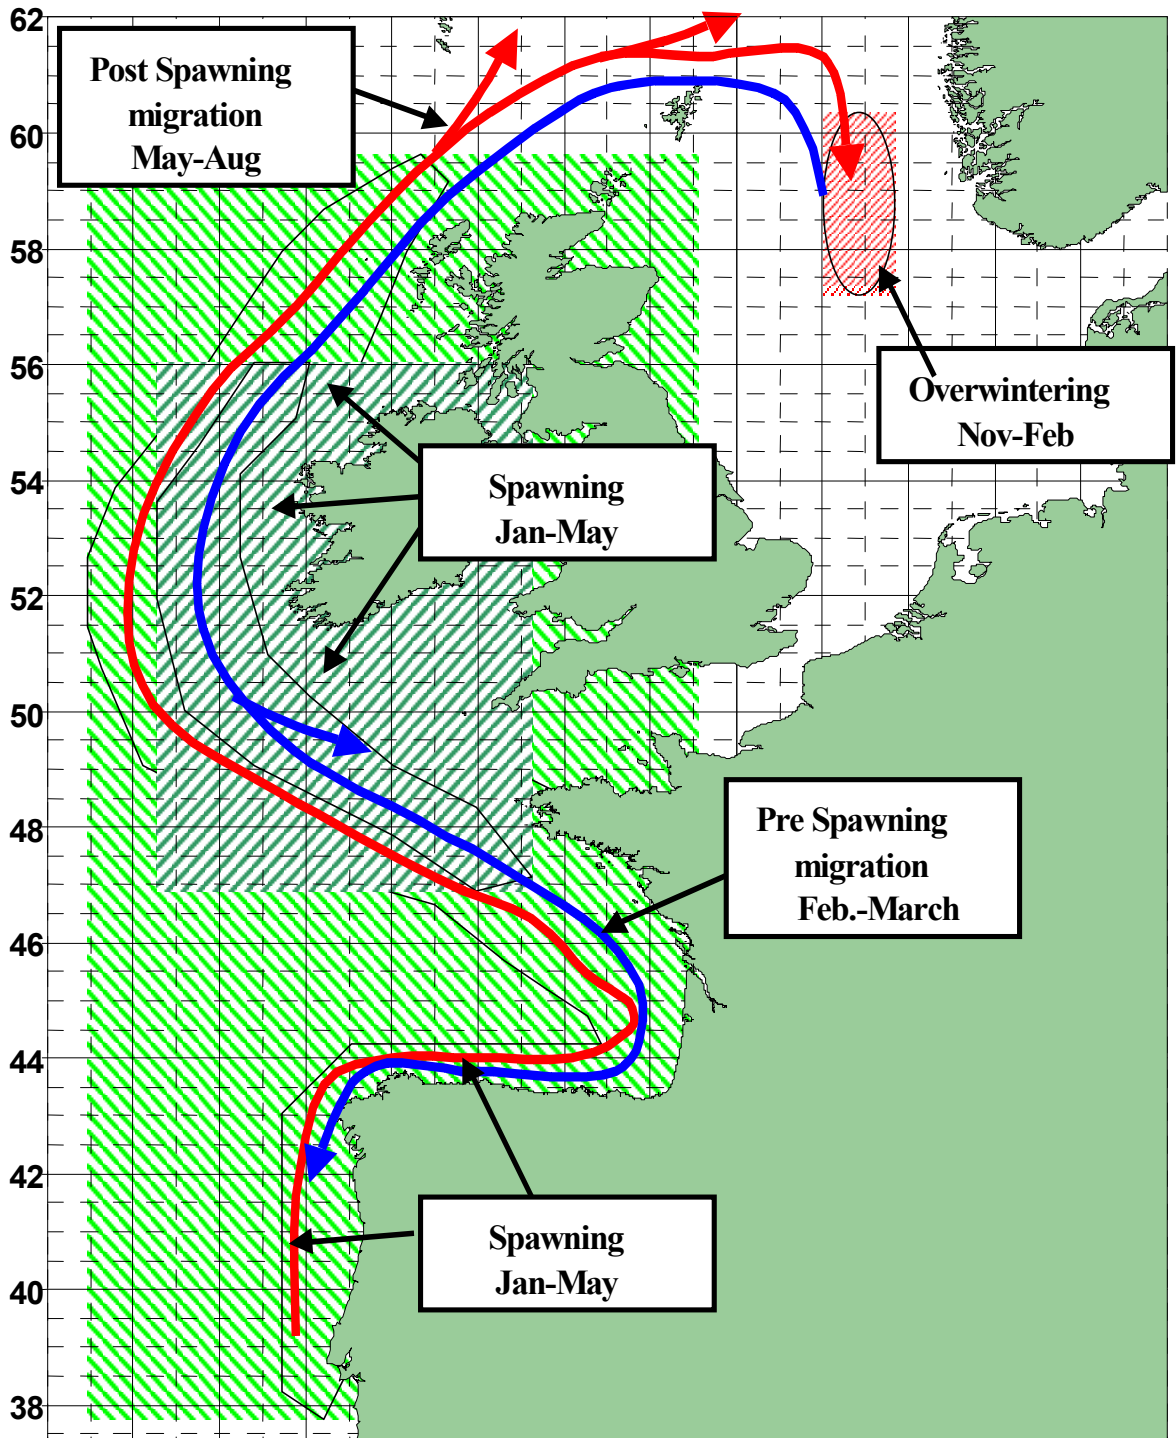 62
Post Spawning
migration
May-Aug
60
58
56
Overwintering
Nov-Feb
54
Spawning
Jan-May
52
50
48
Pre Spawning
migration
Feb.-March
46
44
42
Spawning
Jan-May
40
38